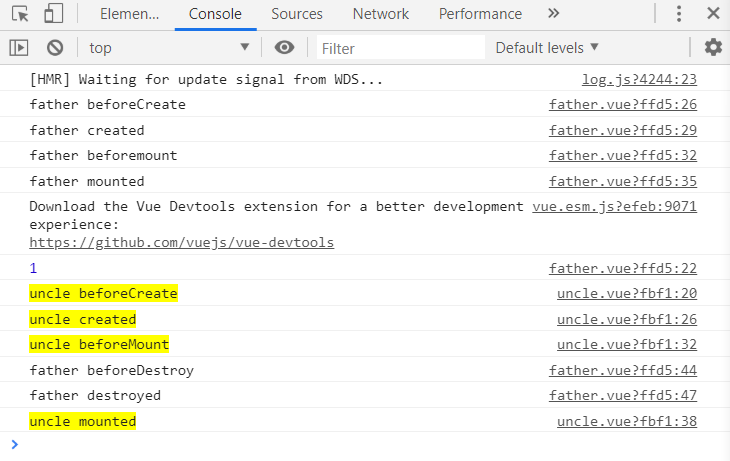 Elemen... Console Sources Network Performance »
top ▼ Filter Default levels ▼
[HMR] Waiting for update signal from WDS... log.js?4244:23
father beforeCreate father.vue?ffd5:26
father created father.vue?ffd5:29
father beforemount father.vue?ffd5:32
father mounted father.vue?ffd5:35
Download the Vue Devtools extension for a better development vue.esm.js?efeb:9071
experience:
https://github.com/vuejs/vue-devtools
1 father.vue?ffd5:22
uncle beforeCreate uncle.vue?fbf1:20
uncle created uncle.vue?fbf1:26
uncle beforeMount uncle.vue?fbf1:32
father beforeDestroy father.vue?ffd5:44
father destroyed father.vue?ffd5:47
uncle mounted uncle.vue?fbf1:38